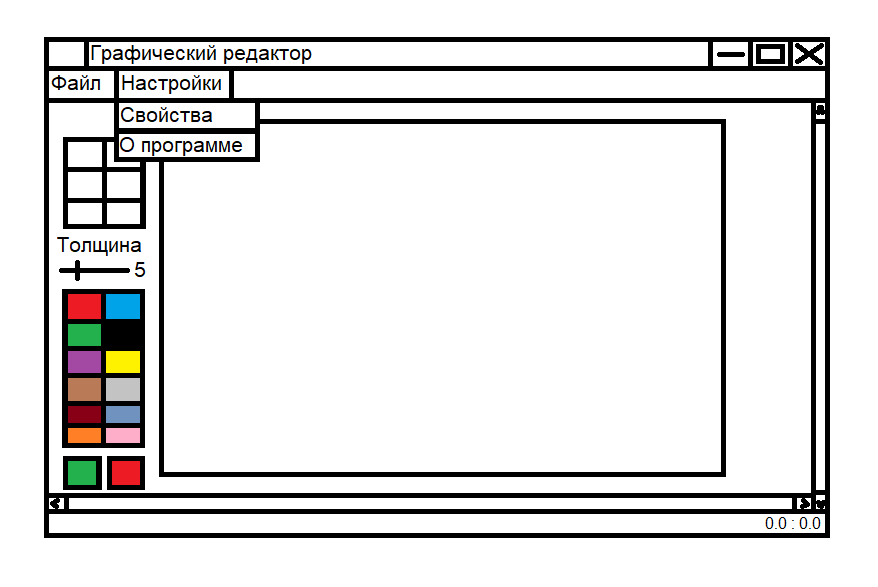 Графический редактор
Файл Настройки
Свойства
О программе
Толщина
5
0.0 : 0.0